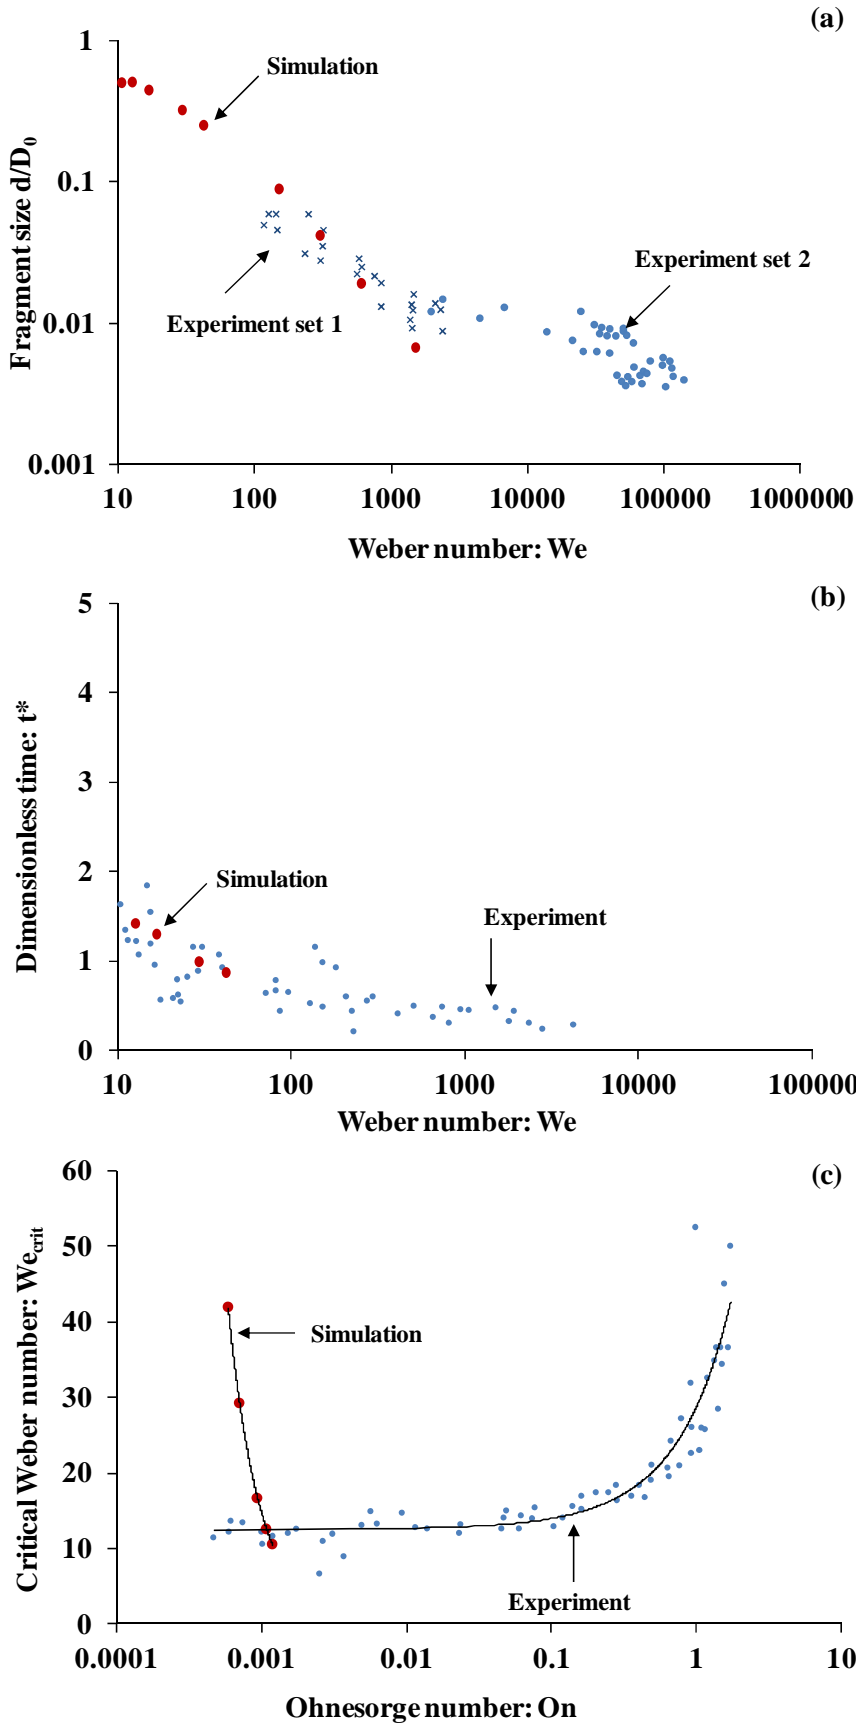 (a)
1
Simulation
0.1
Fragment size d/D0
Experiment set 2
Experiment set 1
0.01
0.001
10 100 1000 10000 100000 1000000
Weber number: We
(b)
5
4
3
Dimensionless time: t*
2
Simulation
Experiment
1
0
10 100 1000 10000 100000
Weber number: We
(c)
60
50
Critical Weber number: Wecrit
40
Simulation
30
20
10
Experiment
0
0.0001 0.001 0.01 0.1 1 10
Ohnesorge number: On